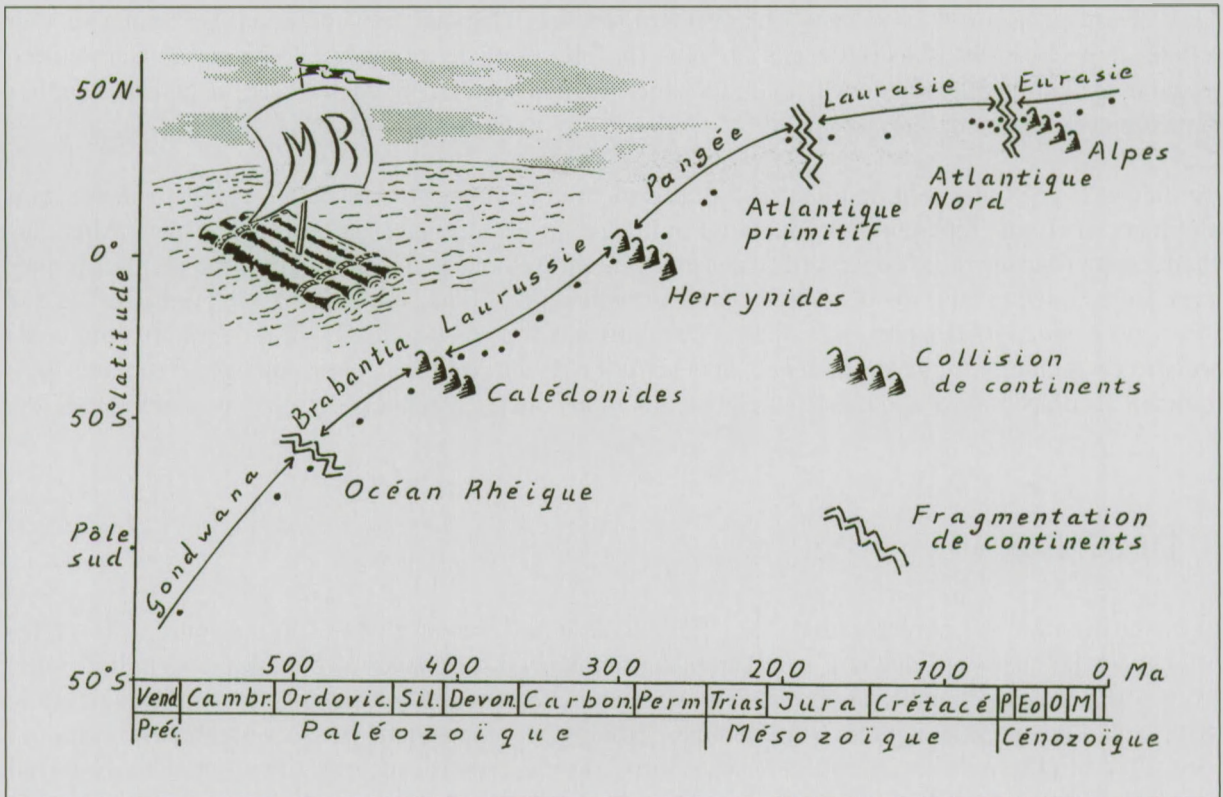 50°N
MR
Pangée
Laurasie
Eurasie
Alpes
Atlantique
Nord
Atlantique
primitif
0°
latitude
Laurussie
Hercynides
Collision
de continents
Brabantia
Calédonides
50°S
Océan Rhéique
Fragmentation
de continents
Pôle
sud
Gondwana
50°S
500 400 300 200 100 0 Ma
Vend Cambr. Ordovic. Sil. Devon. Carbon. Perm Trias Jura Crétacé P Eo O M
Préc. Paléozoïque Mésozoïque Cénozoïque